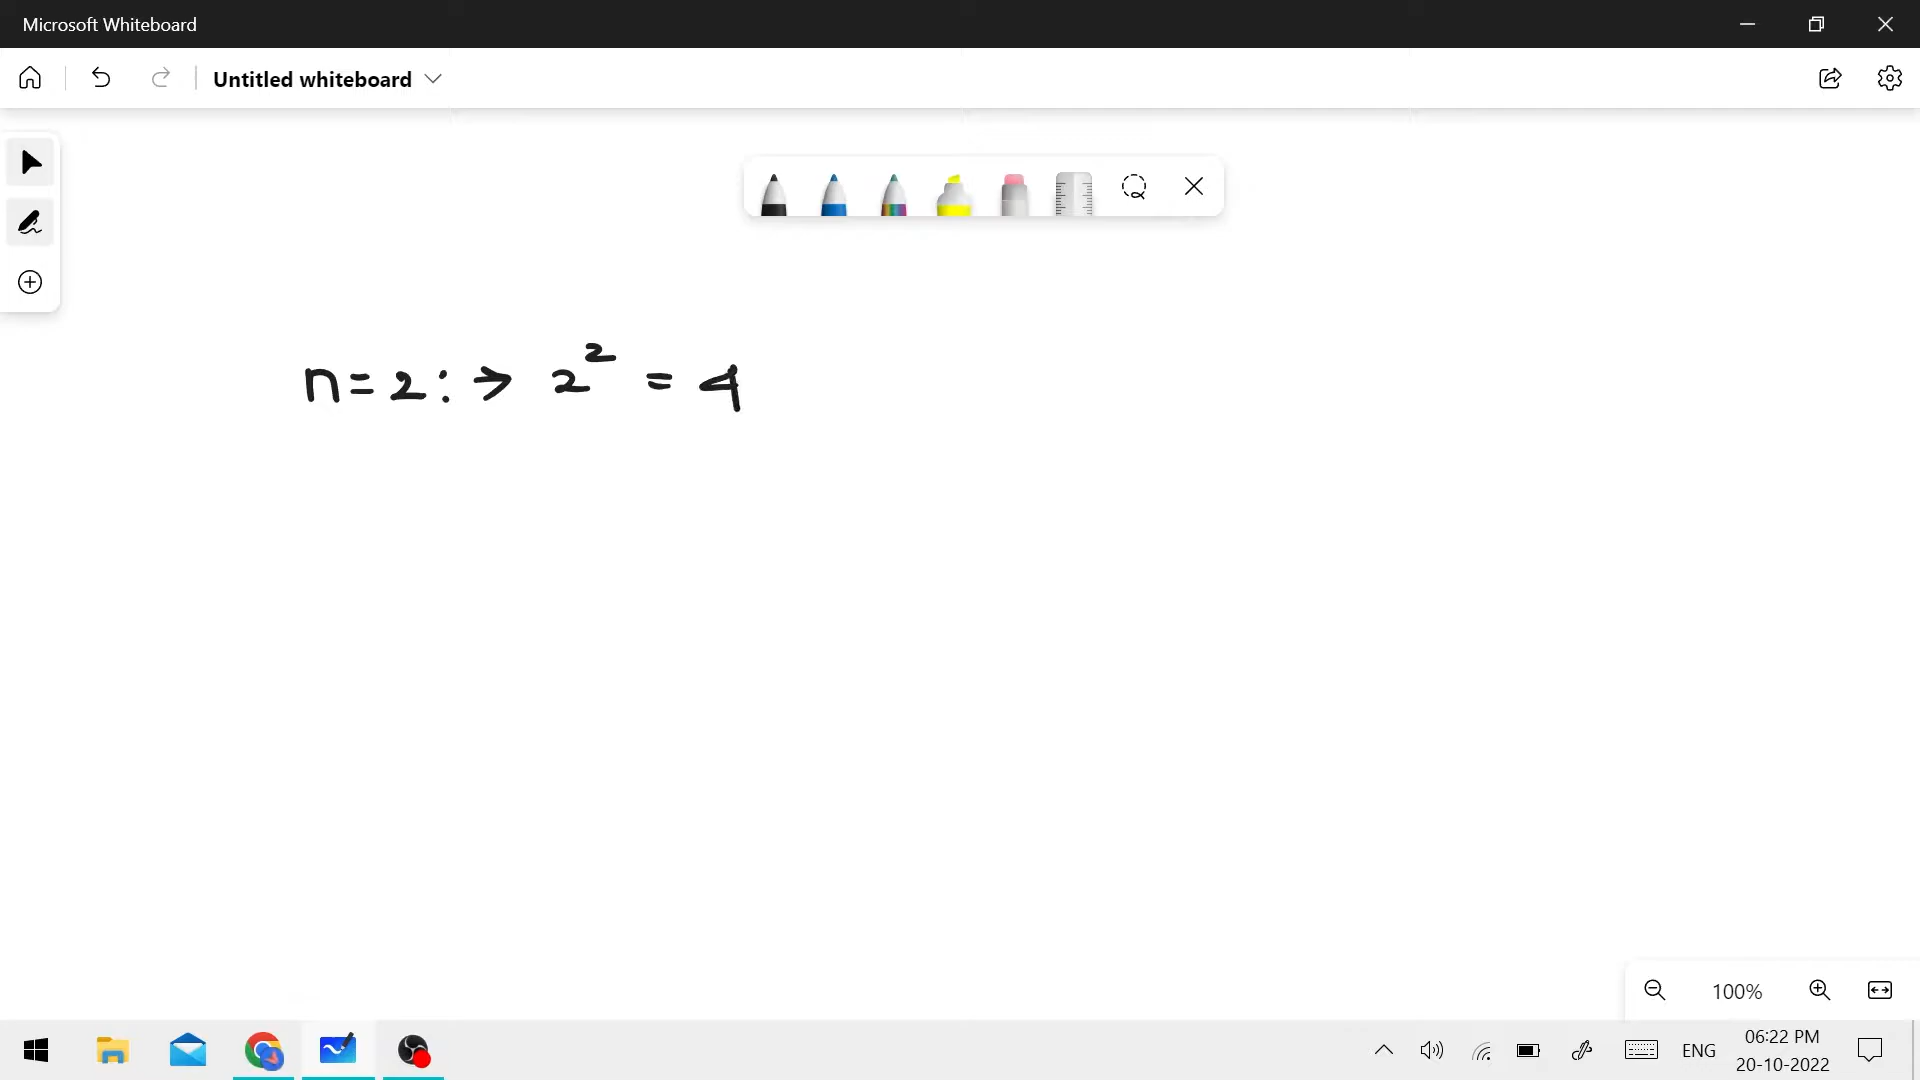 Microsoft Whiteboard
Untitled whiteboard
n = 2 : → 2² = 4
100%
ENG
06:22 PM
20-10-2022